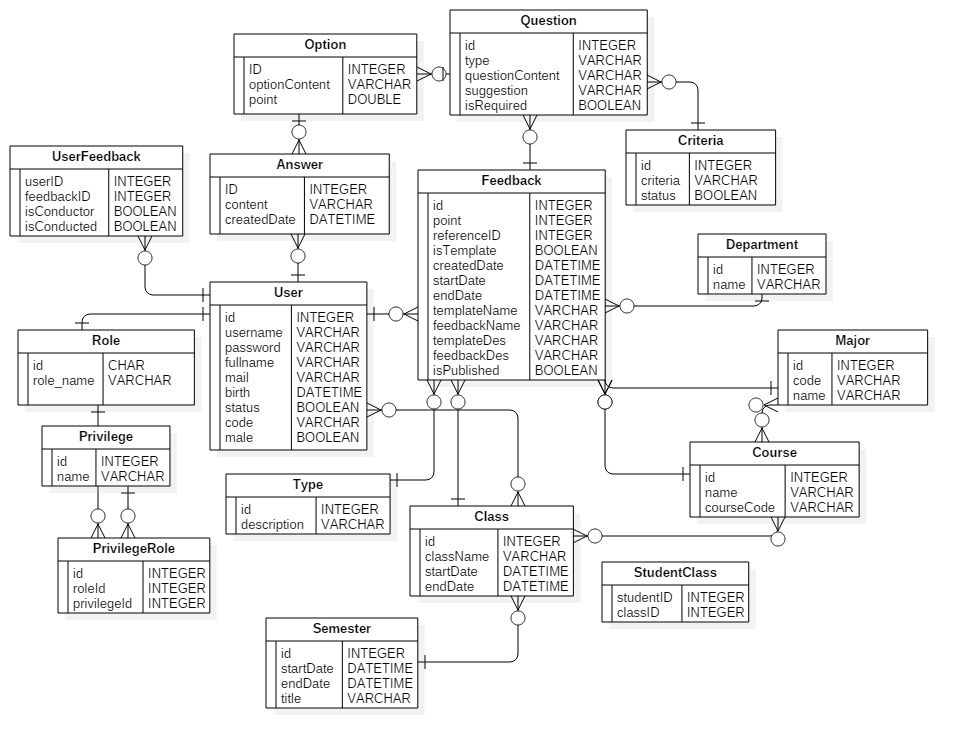 Question
id INTEGER
type VARCHAR
questionContent VARCHAR
suggestion VARCHAR
isRequired BOOLEAN
Option
ID INTEGER
optionContent VARCHAR
point DOUBLE
Criteria
id INTEGER
criteria VARCHAR
status BOOLEAN
UserFeedback
userID INTEGER
feedbackID INTEGER
isConductor BOOLEAN
isConducted BOOLEAN
Answer
ID INTEGER
content VARCHAR
createdDate DATETIME
Feedback
id INTEGER
point INTEGER
referenceID INTEGER
isTemplate BOOLEAN
createdDate DATETIME
startDate DATETIME
endDate DATETIME
templateName VARCHAR
feedbackName VARCHAR
templateDes VARCHAR
feedbackDes VARCHAR
isPublished BOOLEAN
Department
id INTEGER
name VARCHAR
User
id INTEGER
username VARCHAR
password VARCHAR
fullname VARCHAR
mail VARCHAR
birth DATETIME
status BOOLEAN
code VARCHAR
male BOOLEAN
Role
id CHAR
role_name VARCHAR
Major
id INTEGER
code VARCHAR
name VARCHAR
Privilege
id INTEGER
name VARCHAR
Course
id INTEGER
name VARCHAR
courseCode VARCHAR
Type
id INTEGER
description VARCHAR
Class
id INTEGER
className VARCHAR
startDate DATETIME
endDate DATETIME
PrivilegeRole
id INTEGER
roleId INTEGER
privilegeId INTEGER
StudentClass
studentID INTEGER
classID INTEGER
Semester
id INTEGER
startDate DATETIME
endDate DATETIME
title VARCHAR